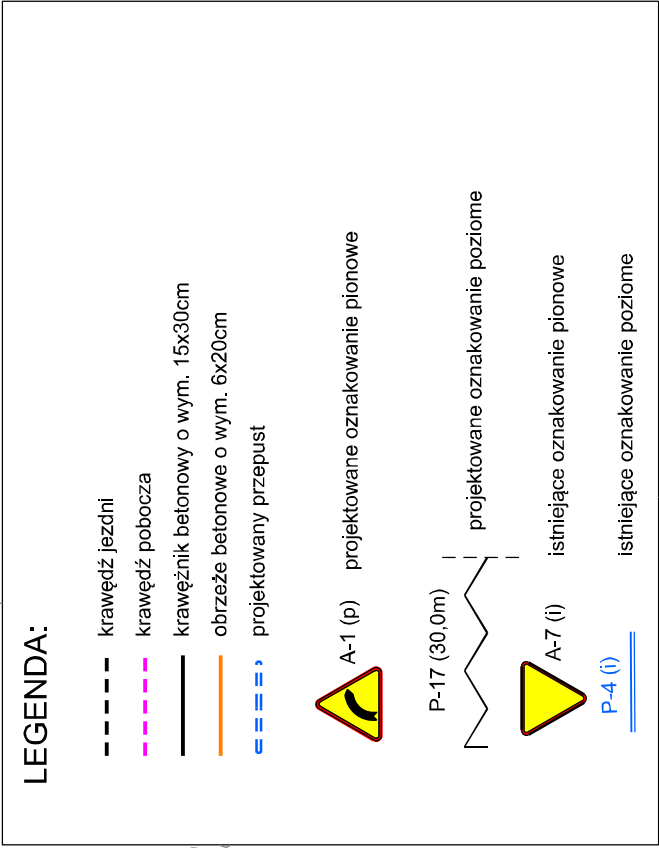 LEGENDA:
krawędź jezdni
krawędź pobocza
krawężnik betonowy o wym. 15x30cm
obrzeże betonowe o wym. 6x20cm
projektowany przepust
A-1 (p) projektowane oznakowanie pionowe
P-17 (30,0m)
projektowane oznakowanie poziome
A-7 (i) istniejące oznakowanie pionowe
P-4 (i) istniejące oznakowanie poziome